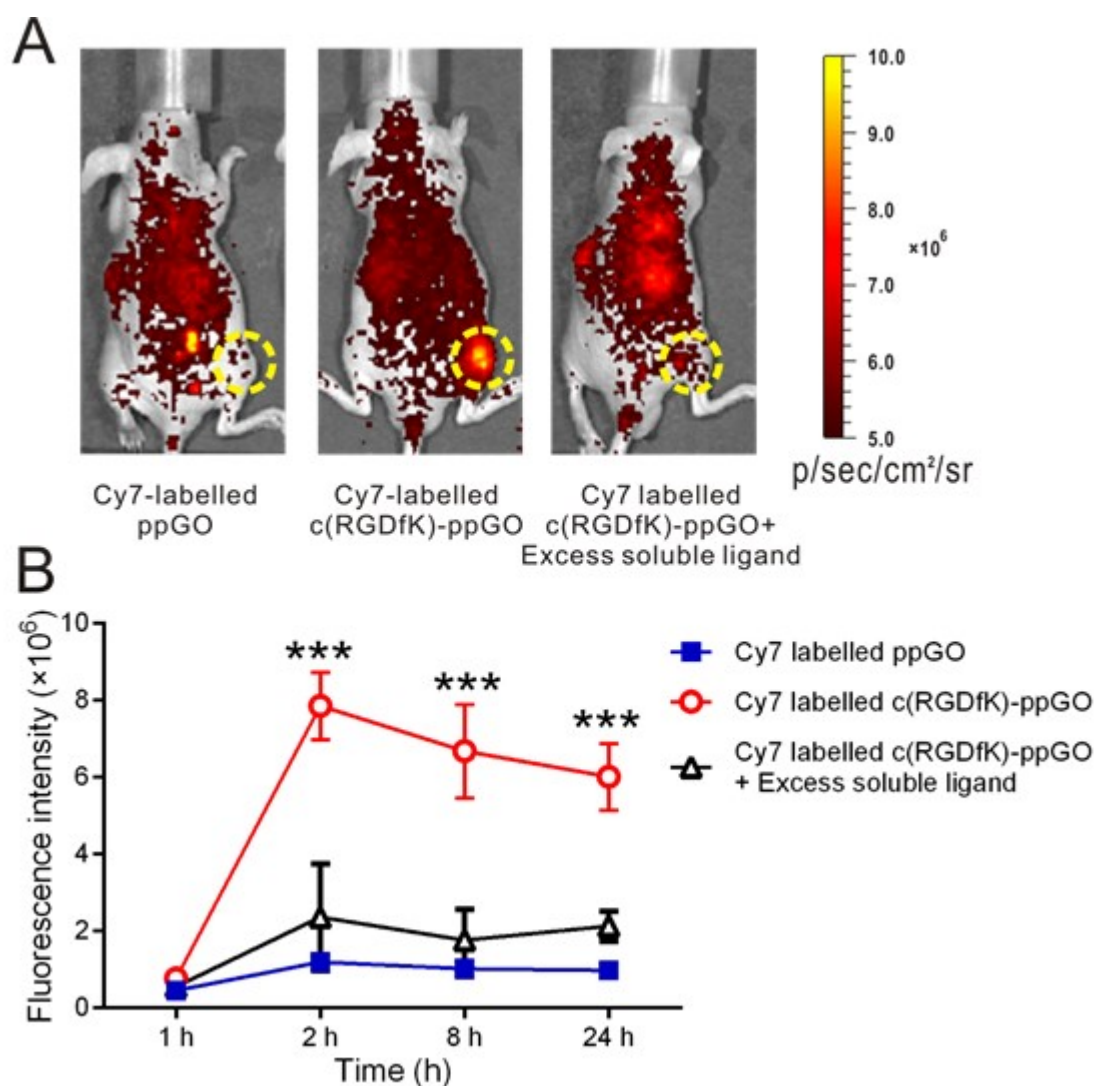 A
10.0
9.0
8.0
×10⁶
7.0
6.0
5.0
p/sec/cm²/sr
Cy7-labelled
ppGO
Cy7-labelled
c(RGDfK)-ppGO
Cy7 labelled
c(RGDfK)-ppGO+
Excess soluble ligand
B
Fluorescence intensity (×10⁶)
10
8
6
4
2
0
***
***
***
1 h
2 h
8 h
24 h
Time (h)
Cy7 labelled ppGO
Cy7 labelled c(RGDfK)-ppGO
Cy7 labelled c(RGDfK)-ppGO
+ Excess soluble ligand